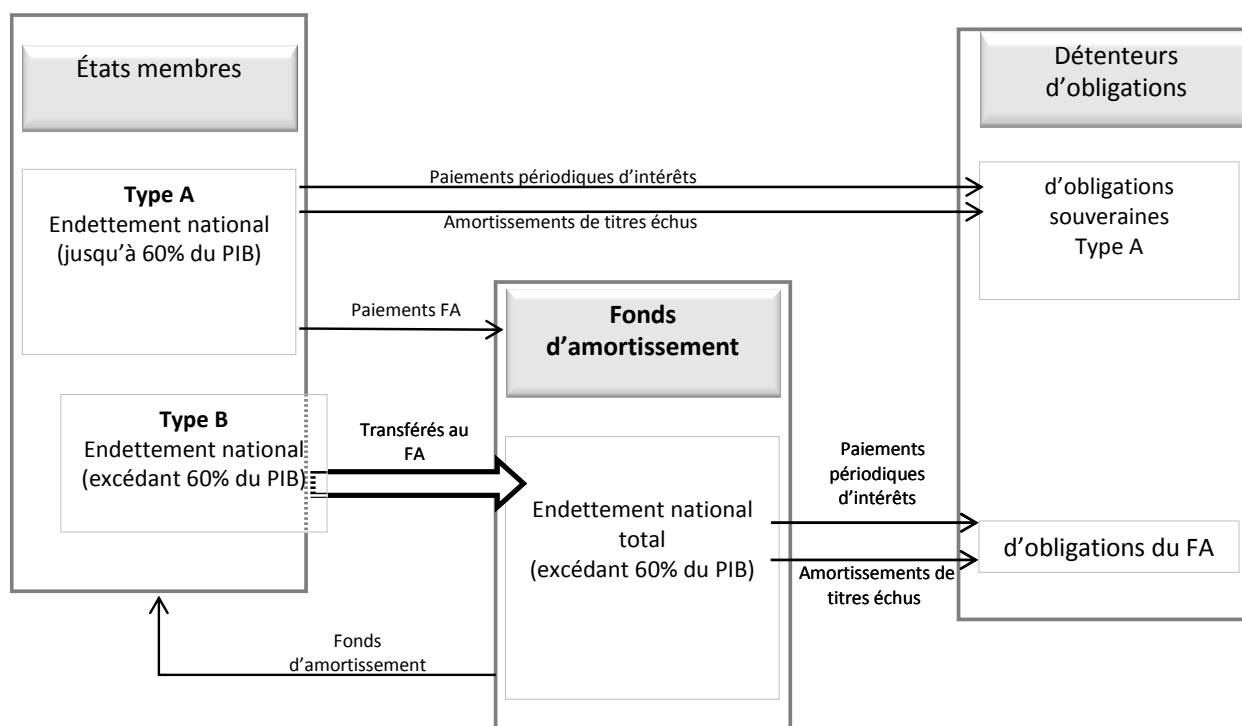 États membres
Type A
Endettement national
(jusqu’à 60% du PIB)
Type B
Endettement national
(excédant 60% du PIB)
Paiements périodiques d’intérêts
Amortissements de titres échus
Paiements FA
Transférés au
FA
Fonds
d’amortissement
Fonds
d’amortissement
Endettement national
total
(excédant 60% du PIB)
Paiements
périodiques
d’intérêts
Amortissements de
titres échus
Détenteurs
d’obligations
d’obligations
souveraines
Type A
d’obligations du FA